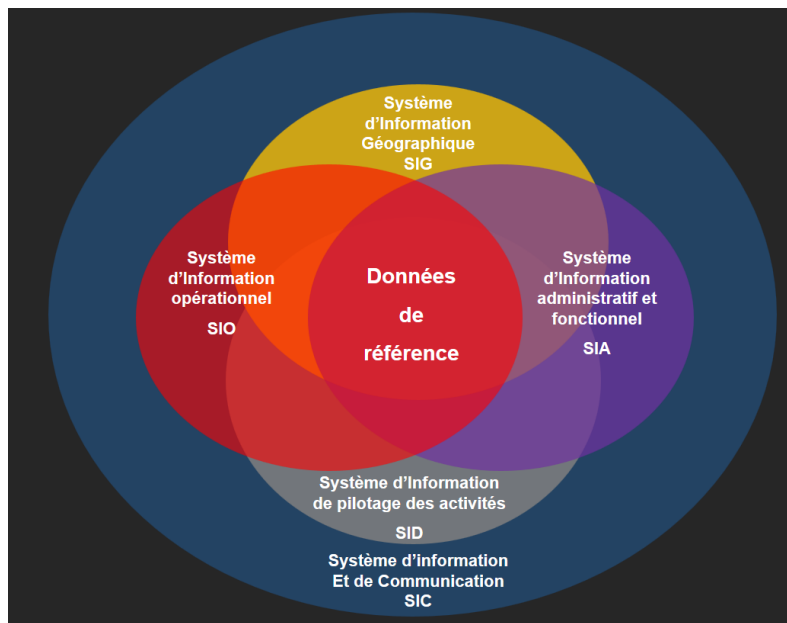 Système
d'Information
Géographique
SIG
Système
d'Information
opérationnel
SIO
Données
de
référence
Système
d'Information
administratif et
fonctionnel
SIA
Système d'Information
de pilotage des activités
SID
Système d'information
Et de Communication
SIC